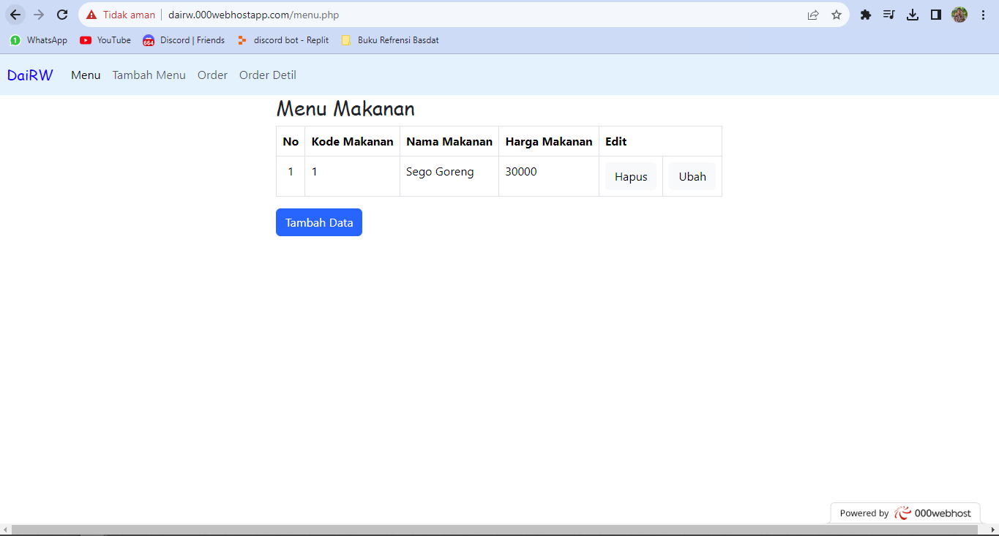 Tidak aman dairw.000webhostapp.com/menu.php
1 WhatsApp YouTube 664 Discord | Friends discord bot - Replit Buku Refrensi Basdat
DaiRW Menu Tambah Menu Order Order Detil
Menu Makanan
No Kode Makanan Nama Makanan Harga Makanan Edit
1 1 Sego Goreng 30000 Hapus Ubah
Tambah Data
Powered by 000webhost